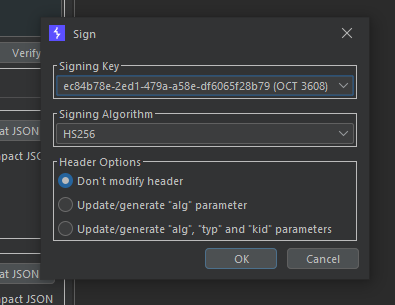 Sign
Verify
Signing Key
ec84b78e-2ed1-479a-a58e-df6065f28b79 (OCT 3608)
Signing Algorithm
at JSON
HS256
mpact JSON
Header Options
Don't modify header
Update/generate "alg" parameter
Update/generate "alg", "typ" and "kid" parameters
OK
Cancel
at JSON
mpact JSON